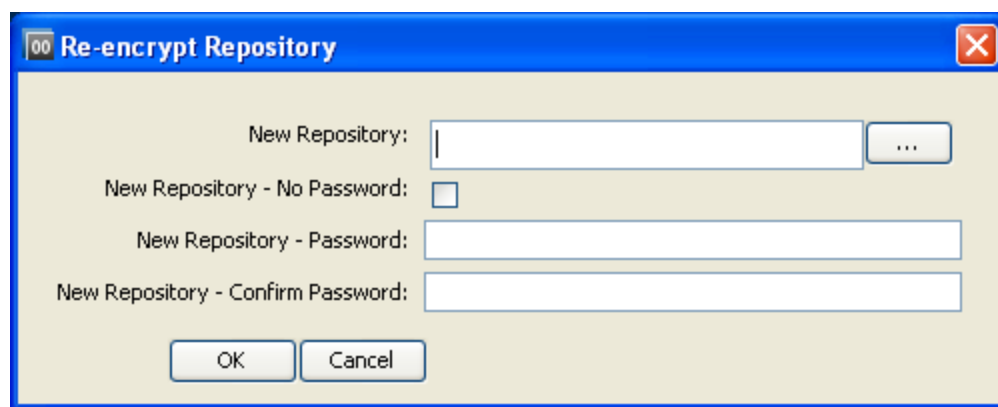 00 Re-encrypt Repository
New Repository:
...
New Repository - No Password:
New Repository - Password:
New Repository - Confirm Password:
OK Cancel